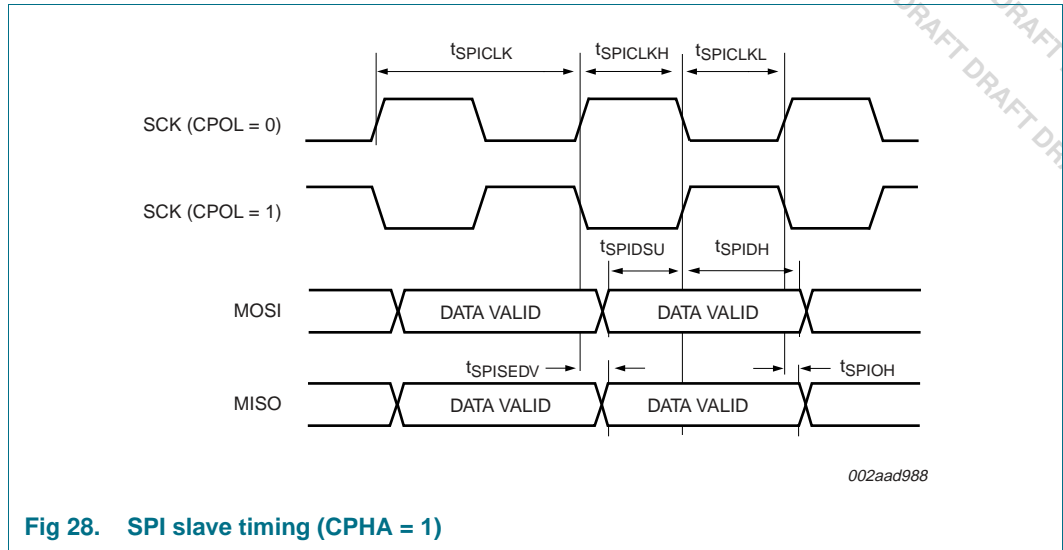 DRAFT DRAFT DRAFT
DRAFT DRAFT DR
tSPICLK tSPICLKH tSPICLKL
SCK (CPOL = 0)
SCK (CPOL = 1)
tSPIDSU tSPIDH
MOSI DATA VALID DATA VALID
tSPISEDV tSPIOH
MISO DATA VALID DATA VALID
002aad988
Fig 28. SPI slave timing (CPHA = 1)